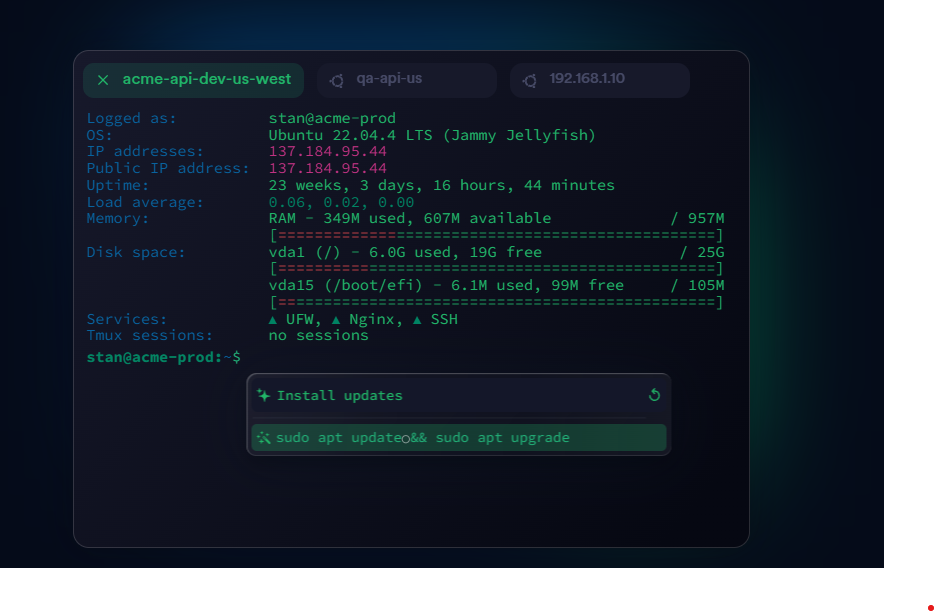 acme-api-dev-us-west qa-api-us 192.168.1.10
Logged as: stan@acme-prod
OS: Ubuntu 22.04.4 LTS (Jammy Jellyfish)
IP addresses: 137.184.95.44
Public IP address: 137.184.95.44
Uptime: 23 weeks, 3 days, 16 hours, 44 minutes
Load average: 0.06, 0.02, 0.00
Memory: RAM - 349M used, 607M available / 957M
[================================================]
Disk space: vda1 (/) - 6.0G used, 19G free / 25G
[================================================]
vda15 (/boot/efi) - 6.1M used, 99M free / 105M
[================================================]
Services: ▲ UFW, ▲ Nginx, ▲ SSH
Tmux sessions: no sessions
stan@acme-prod:~$
Install updates
sudo apt update && sudo apt upgrade